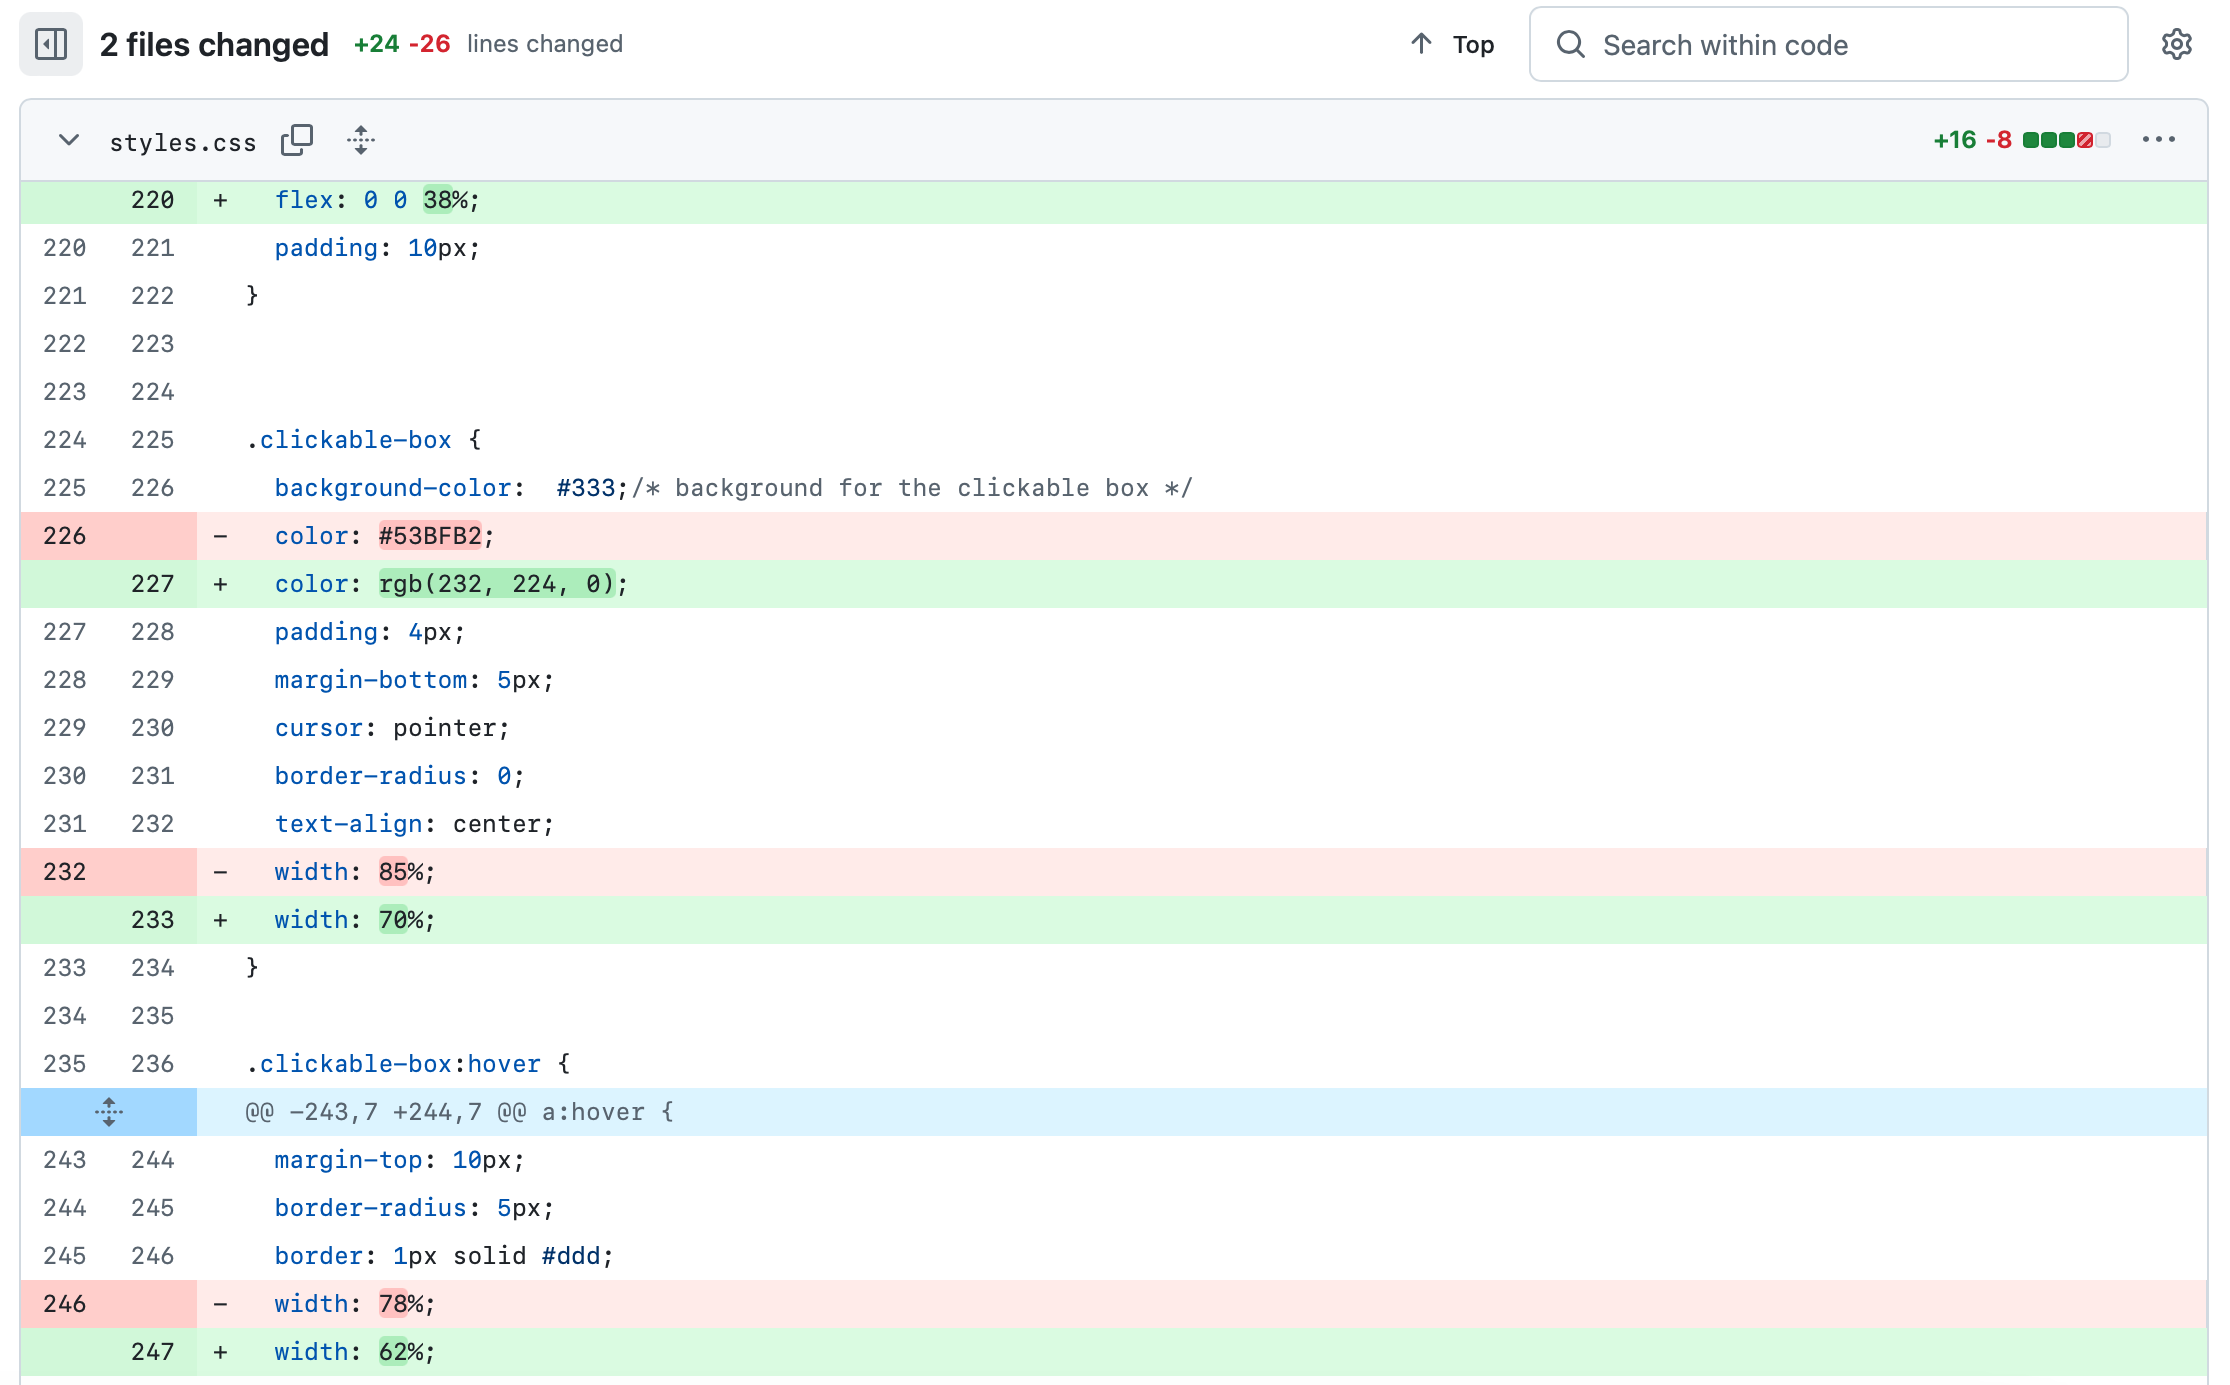 2 files changed +24 -26 lines changed Top Search within code
styles.css +16 -8
220 + flex: 0 0 38%;
220 221 padding: 10px;
221 222 }
222 223
223 224
224 225 .clickable-box {
225 226 background-color:  #333;/* background for the clickable box */
226 - color: #53BFB2;
227 + color: rgb(232, 224, 0);
227 228 padding: 4px;
228 229 margin-bottom: 5px;
229 230 cursor: pointer;
230 231 border-radius: 0;
231 232 text-align: center;
232 - width: 85%;
233 + width: 70%;
233 234 }
234 235
235 236 .clickable-box:hover {
@@ -243,7 +244,7 @@ a:hover {
243 244 margin-top: 10px;
244 245 border-radius: 5px;
245 246 border: 1px solid #ddd;
246 - width: 78%;
247 + width: 62%;